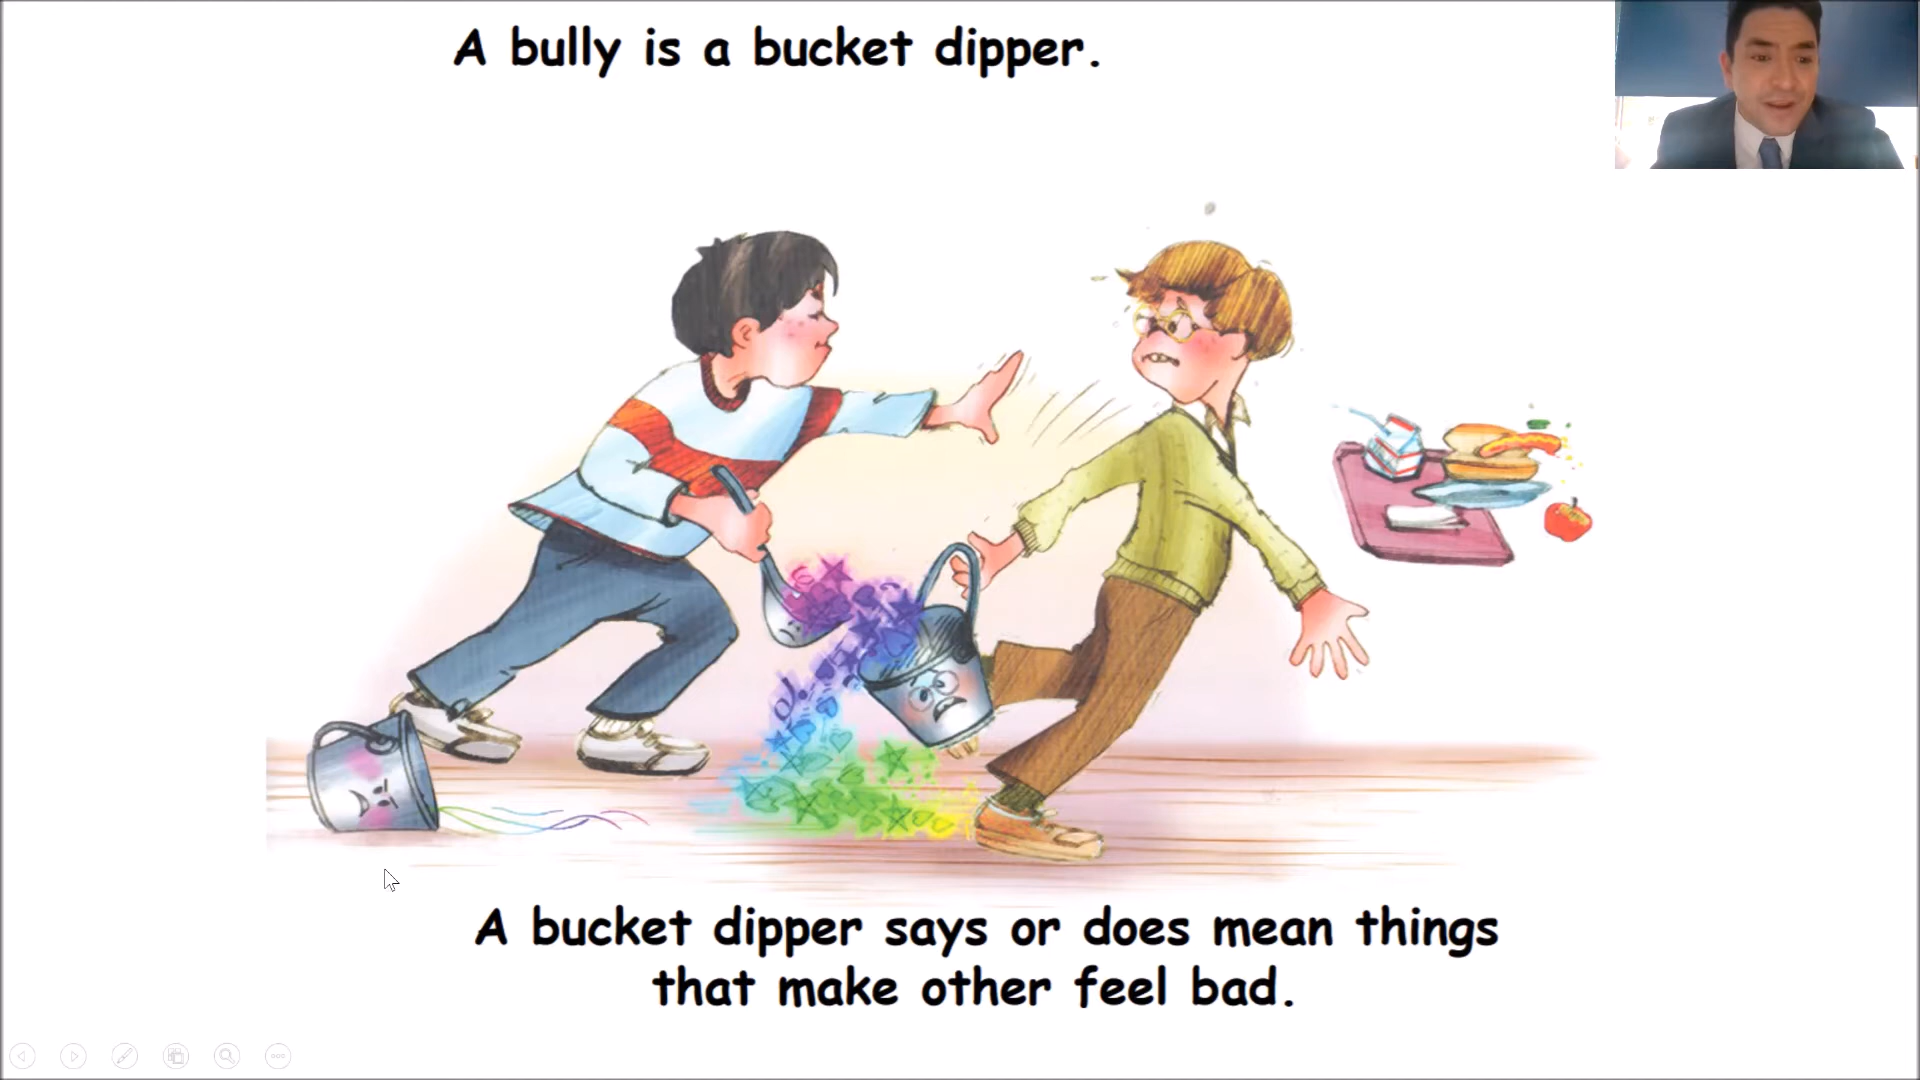 A bully is a bucket dipper.
A bucket dipper says or does mean things
that make other feel bad.